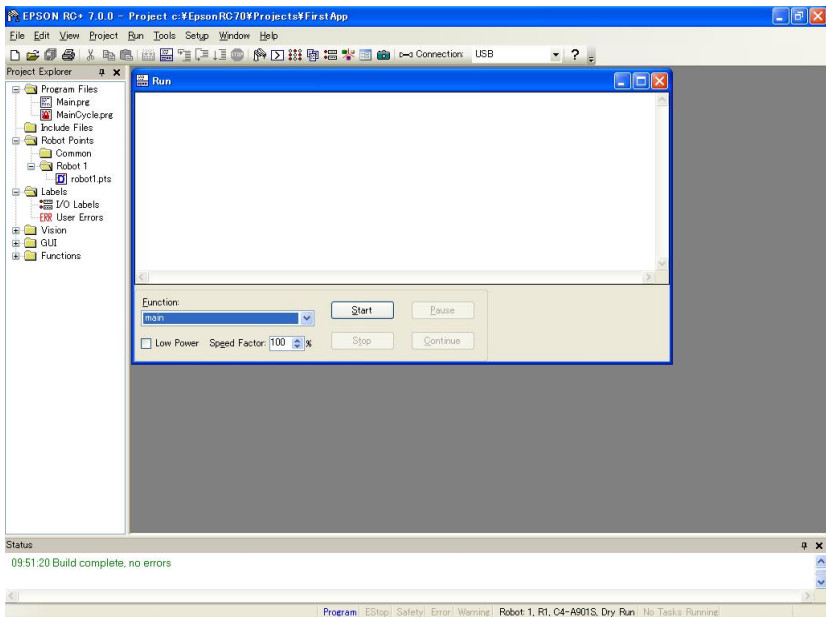 EPSON RC+ 7.0.0 - Project c:¥EpsonRC70¥Projects¥FirstApp
File Edit View Project Run Tools Setup Window Help
Connection: USB
?
Project Explorer
Program Files
Main.prg
MainCycle.prg
Include Files
Robot Points
Common
Robot 1
robot1.pts
Labels
I/O Labels
ERR User Errors
Vision
GUI
Functions
Run
Function:
main
Start
Pause
Low Power Speed Factor: 100 %
Stop
Continue
Status
09:51:20 Build complete, no errors
Program EStop Safety Error Warning Robot: 1, R1, C4-A901S, Dry Run No Tasks Running